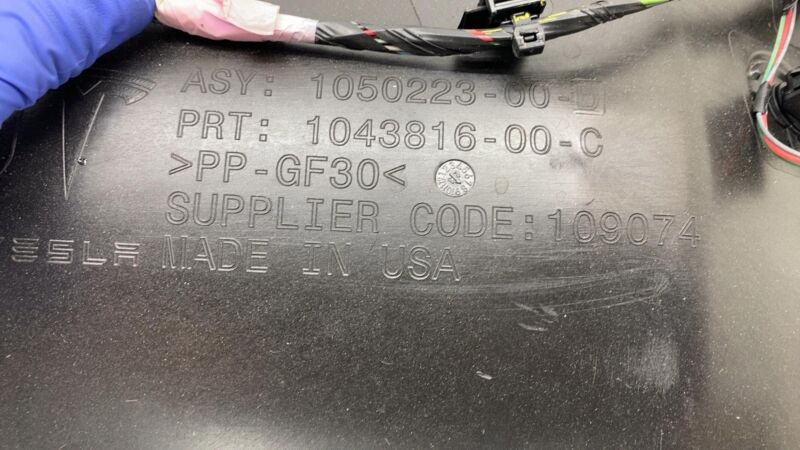 ASY: 1050223-00-D
PRT: 1043816-00-C
>PP-GF30<
SUPPLIER CODE: 109074
TESLA MADE IN USA